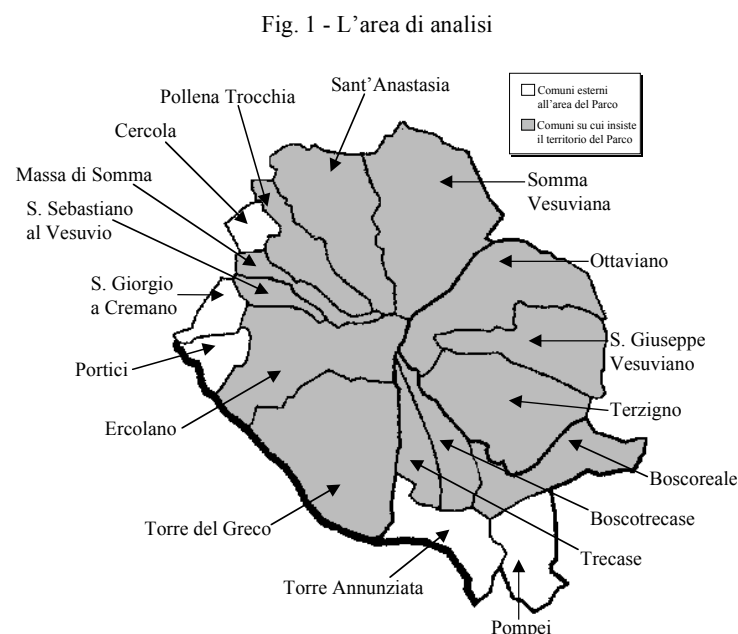 Fig. 1 - L’area di analisi
Comuni esterni
all’area del Parco
Comuni su cui insiste
il territorio del Parco
Sant’Anastasia
Pollena Trocchia
Cercola
Massa di Somma
S. Sebastiano
al Vesuvio
S. Giorgio
a Cremano
Portici
Ercolano
Torre del Greco
Torre Annunziata
Somma
Vesuviana
Ottaviano
S. Giuseppe
Vesuviano
Terzigno
Boscoreale
Boscotrecase
Trecase
Pompei